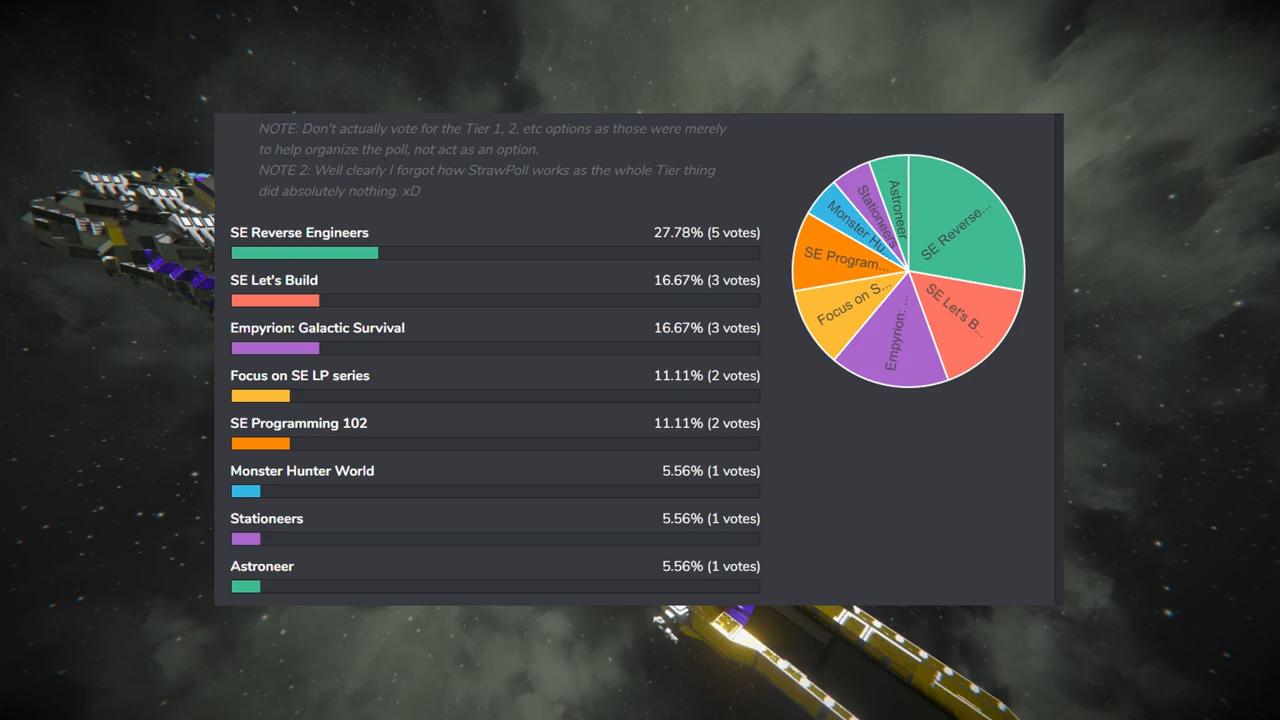 NOTE: Don't actually vote for the Tier 1, 2, etc options as those were merely
to help organize the poll, not act as an option.
NOTE 2: Well clearly I forgot how StrawPoll works as the whole Tier thing
did absolutely nothing. xD
SE Reverse Engineers 27.78% (5 votes)
SE Let's Build 16.67% (3 votes)
Empyrion: Galactic Survival 16.67% (3 votes)
Focus on SE LP series 11.11% (2 votes)
SE Programming 102 11.11% (2 votes)
Monster Hunter World 5.56% (1 votes)
Stationeers 5.56% (1 votes)
Astroneer 5.56% (1 votes)
SE Reverse...
SE Let's B...
Empyrion: ...
Focus on S...
SE Program...
Monster Hu...
Stationeers
Astroneer